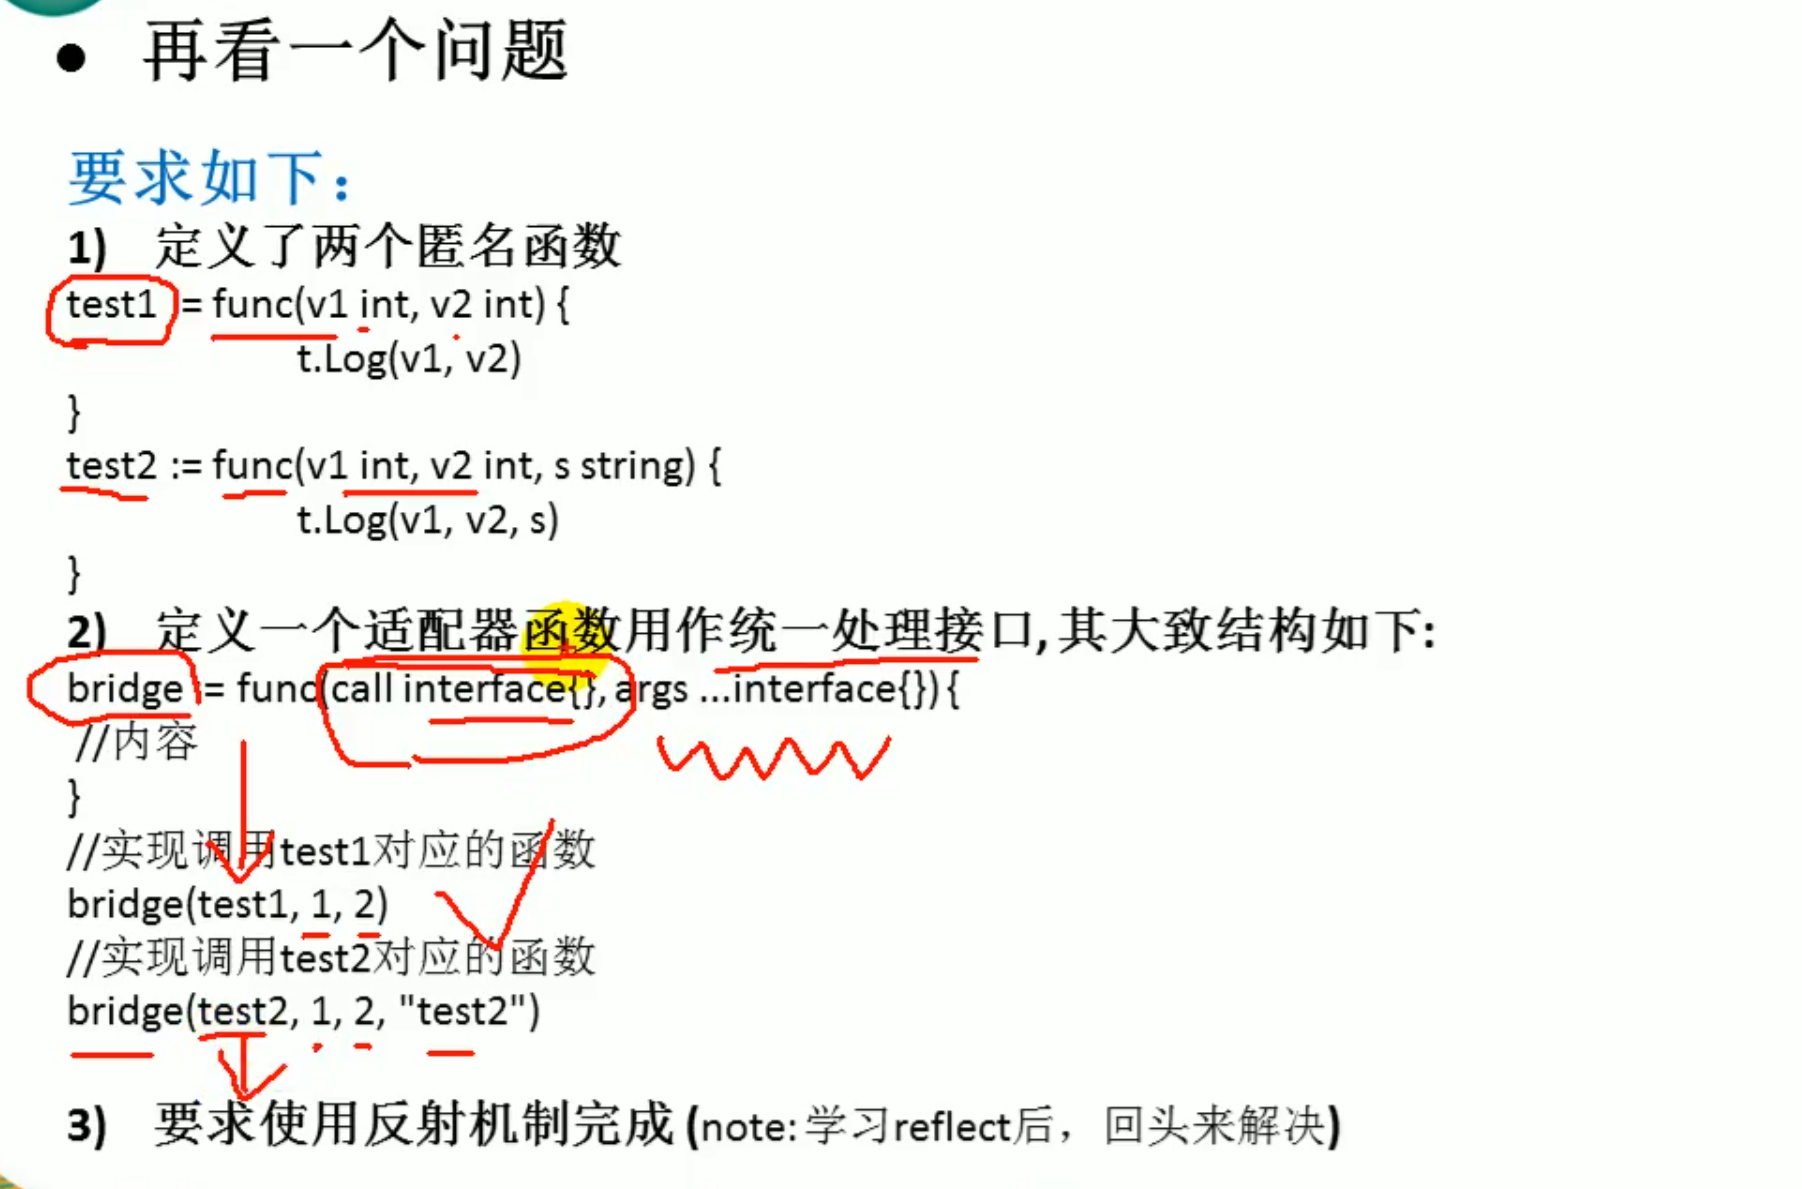 ● 再看一个问题
要求如下：
1) 定义了两个匿名函数
test1 := func(v1 int, v2 int) {
t.Log(v1, v2)
}
test2 := func(v1 int, v2 int, s string) {
t.Log(v1, v2, s)
}
2) 定义一个适配器函数用作统一处理接口,其大致结构如下:
bridge := func(call interface{}, args ...interface{}) {
//内容
}
//实现调用test1对应的函数
bridge(test1, 1, 2)
//实现调用test2对应的函数
bridge(test2, 1, 2, "test2")
3) 要求使用反射机制完成 (note: 学习reflect后，回头来解决)